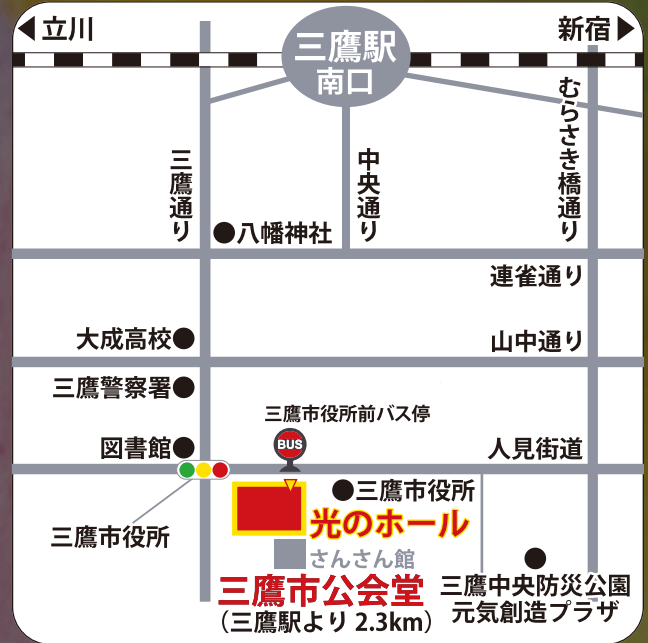 ◀立川
新宿▶
三鷹駅
南口
三鷹通り
中央通り
むらさき橋通り
●八幡神社
連雀通り
大成高校●
山中通り
三鷹警察署●
三鷹市役所前バス停
BUS
図書館●
人見街道
●三鷹市役所
光のホール
三鷹市役所
さんさん館
三鷹市公会堂
（三鷹駅より 2.3km）
三鷹中央防災公園
元気創造プラザ